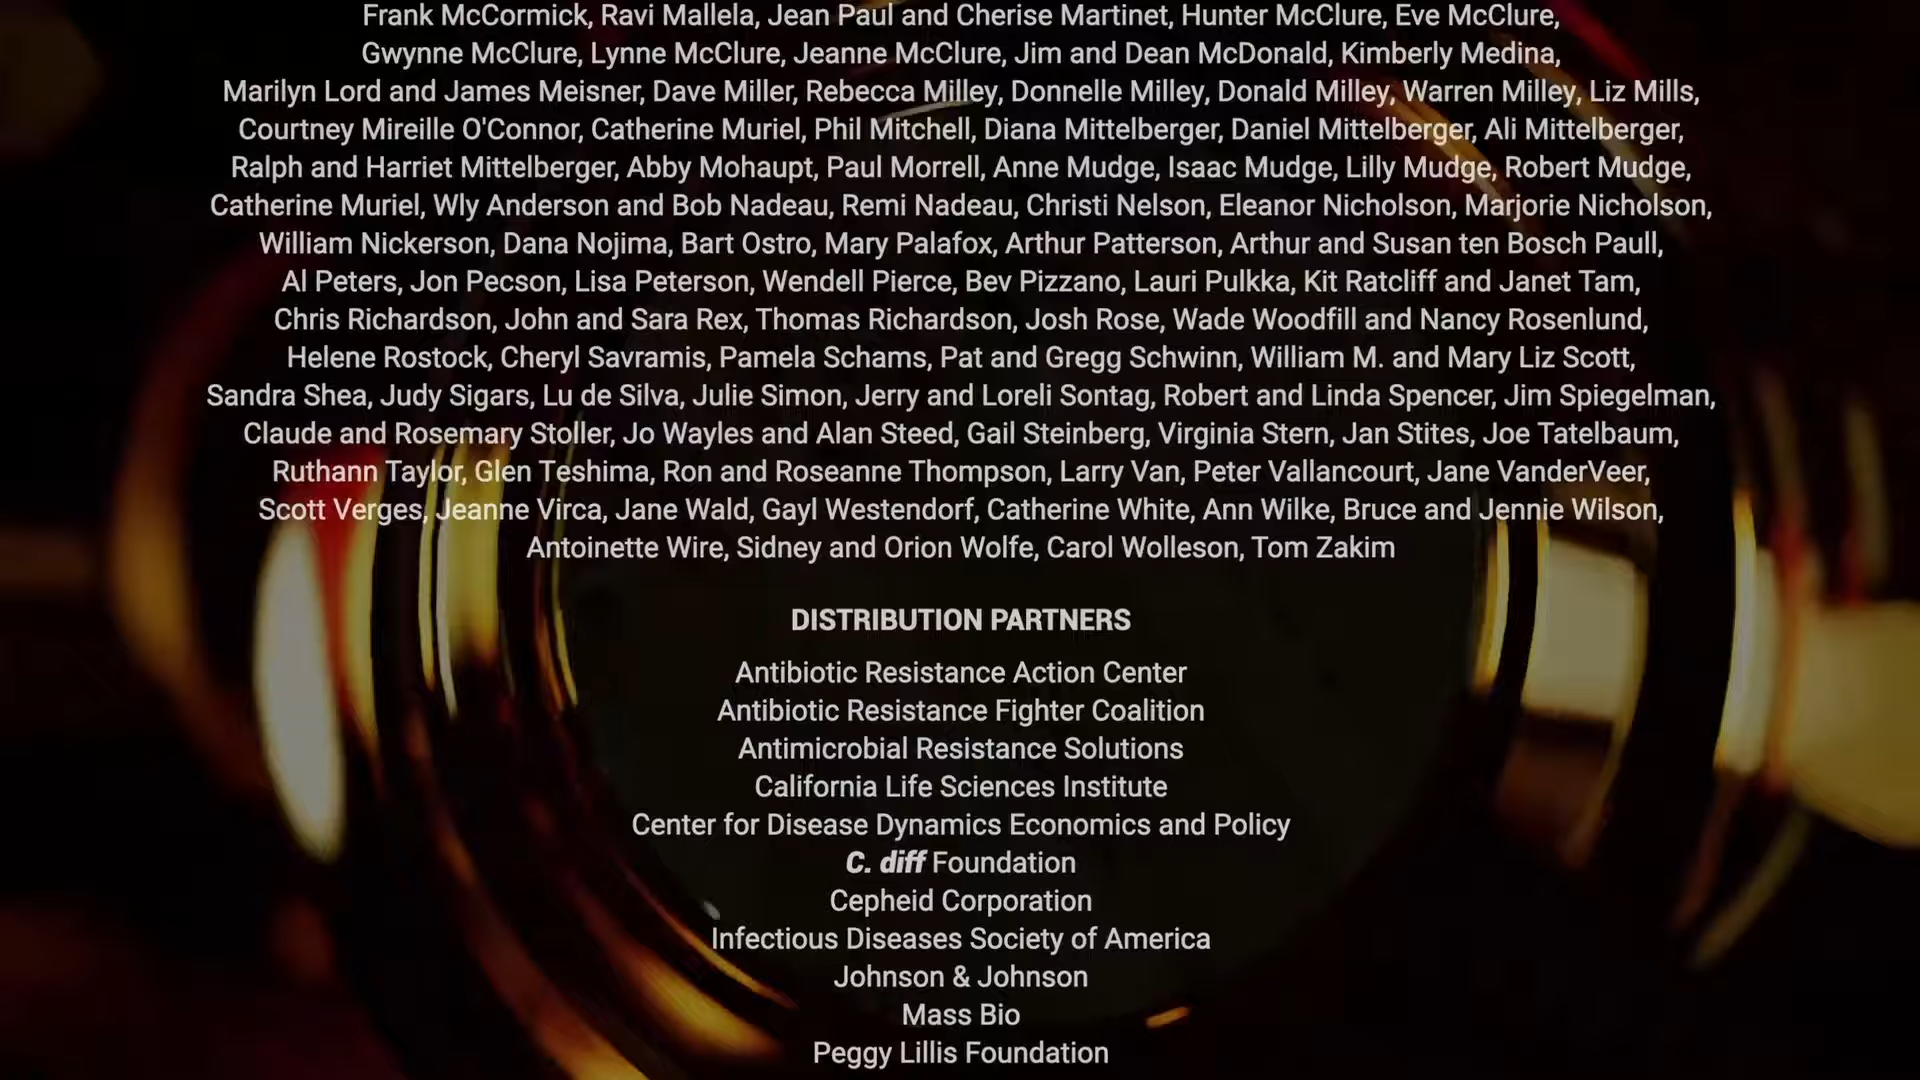 Frank McCormick, Ravi Mallela, Jean Paul and Cherise Martinet, Hunter McClure, Eve McClure,
Gwynne McClure, Lynne McClure, Jeanne McClure, Jim and Dean McDonald, Kimberly Medina,
Marilyn Lord and James Meisner, Dave Miller, Rebecca Milley, Donnelle Milley, Donald Milley, Warren Milley, Liz Mills,
Courtney Mireille O'Connor, Catherine Muriel, Phil Mitchell, Diana Mittelberger, Daniel Mittelberger, Ali Mittelberger,
Ralph and Harriet Mittelberger, Abby Mohaupt, Paul Morrell, Anne Mudge, Isaac Mudge, Lilly Mudge, Robert Mudge,
Catherine Muriel, Wly Anderson and Bob Nadeau, Remi Nadeau, Christi Nelson, Eleanor Nicholson, Marjorie Nicholson,
William Nickerson, Dana Nojima, Bart Ostro, Mary Palafox, Arthur Patterson, Arthur and Susan ten Bosch Paull,
Al Peters, Jon Pecson, Lisa Peterson, Wendell Pierce, Bev Pizzano, Lauri Pulkka, Kit Ratcliff and Janet Tam,
Chris Richardson, John and Sara Rex, Thomas Richardson, Josh Rose, Wade Woodfill and Nancy Rosenlund,
Helene Rostock, Cheryl Savramis, Pamela Schams, Pat and Gregg Schwinn, William M. and Mary Liz Scott,
Sandra Shea, Judy Sigars, Lu de Silva, Julie Simon, Jerry and Loreli Sontag, Robert and Linda Spencer, Jim Spiegelman,
Claude and Rosemary Stoller, Jo Wayles and Alan Steed, Gail Steinberg, Virginia Stern, Jan Stites, Joe Tatelbaum,
Ruthann Taylor, Glen Teshima, Ron and Roseanne Thompson, Larry Van, Peter Vallancourt, Jane VanderVeer,
Scott Verges, Jeanne Virca, Jane Wald, Gayl Westendorf, Catherine White, Ann Wilke, Bruce and Jennie Wilson,
Antoinette Wire, Sidney and Orion Wolfe, Carol Wolleson, Tom Zakim
DISTRIBUTION PARTNERS
Antibiotic Resistance Action Center
Antibiotic Resistance Fighter Coalition
Antimicrobial Resistance Solutions
California Life Sciences Institute
Center for Disease Dynamics Economics and Policy
C. diff Foundation
Cepheid Corporation
Infectious Diseases Society of America
Johnson & Johnson
Mass Bio
Peggy Lillis Foundation